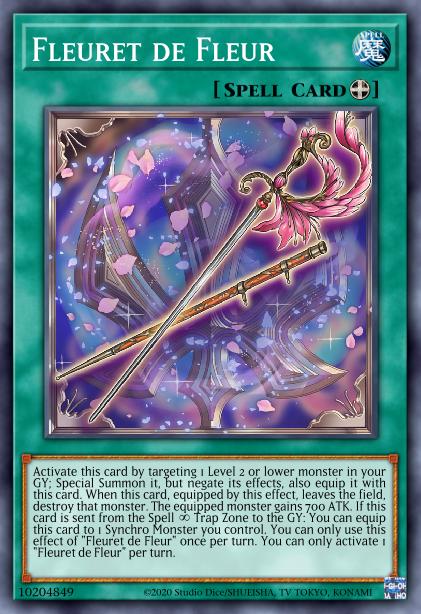 Fleuret de Fleur
SPELL
魔
[Spell Card]
Activate this card by targeting 1 Level 2 or lower monster in your
GY; Special Summon it, but negate its effects, also equip it with
this card. When this card, equipped by this effect, leaves the field,
destroy that monster. The equipped monster gains 700 ATK. If this
card is sent from the Spell ∞ Trap Zone to the GY: You can equip
this card to 1 Synchro Monster you control. You can only use this
effect of "Fleuret de Fleur" once per turn. You can only activate 1
"Fleuret de Fleur" per turn.
10204849
©2020 Studio Dice/SHUEISHA, TV TOKYO, KONAMI